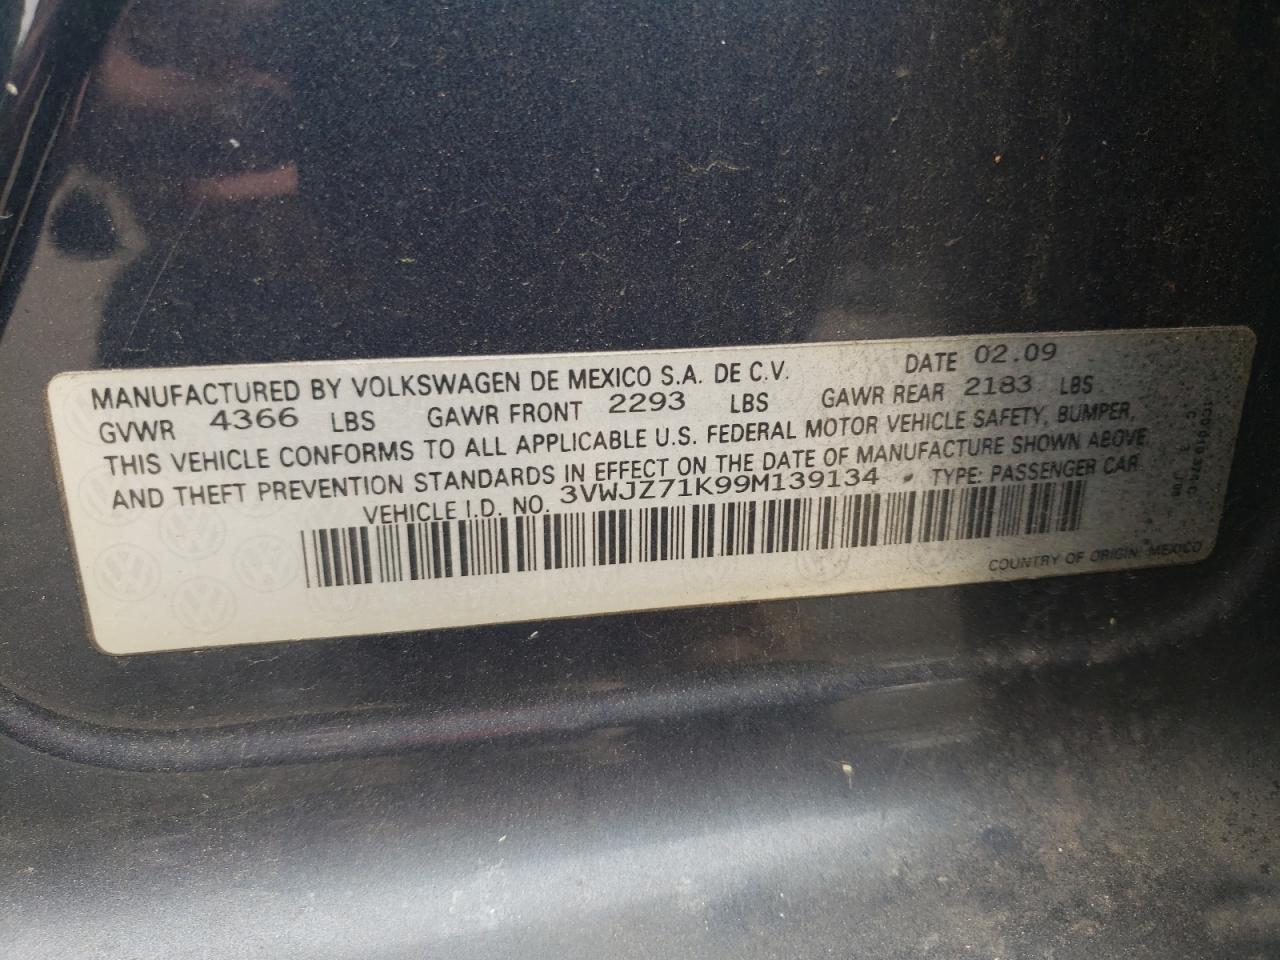 MANUFACTURED BY VOLKSWAGEN DE MEXICO S.A. DE C.V. DATE 02.09
GVWR 4366 LBS GAWR FRONT 2293 LBS GAWR REAR 2183 LBS
THIS VEHICLE CONFORMS TO ALL APPLICABLE U.S. FEDERAL MOTOR VEHICLE SAFETY, BUMPER,
AND THEFT PREVENTION STANDARDS IN EFFECT ON THE DATE OF MANUFACTURE SHOWN ABOVE
VEHICLE I.D. NO. 3VWJZ71K99M139134 • TYPE: PASSENGER CAR
COUNTRY OF ORIGIN: MEXICO